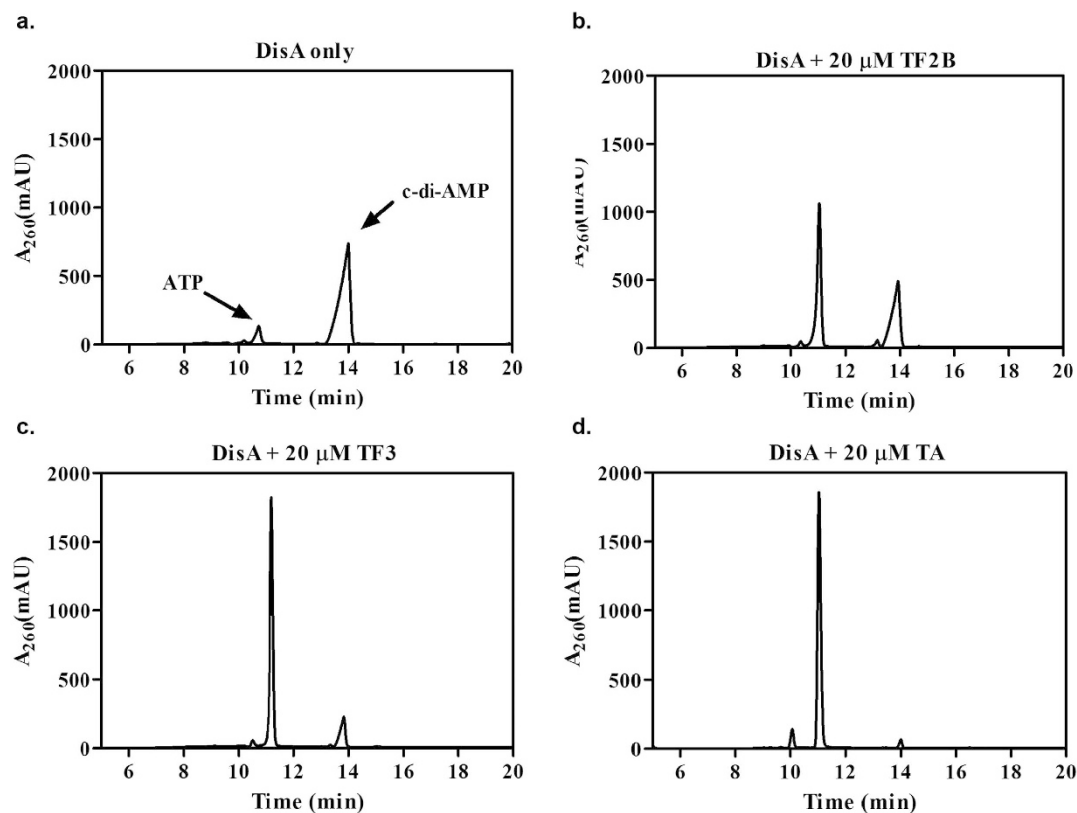 a.
DisA only
2000
1500
1000
500
0
A260(mAU)
ATP
c-di-AMP
6 8 10 12 14 16 18 20
Time (min)
b.
DisA + 20 μM TF2B
2000
1500
1000
500
0
A260(mAU)
6 8 10 12 14 16 18 20
Time (min)
c.
DisA + 20 μM TF3
2000
1500
1000
500
0
A260(mAU)
6 8 10 12 14 16 18 20
Time (min)
d.
DisA + 20 μM TA
2000
1500
1000
500
0
A260(mAU)
6 8 10 12 14 16 18 20
Time (min)